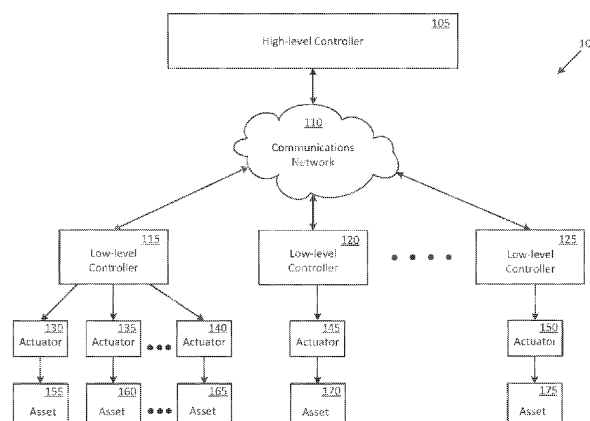 105
High-level Controller
10
110
Communications
Network
115
Low-level
Controller
120
Low-level
Controller
125
Low-level
Controller
130
Actuator
135
Actuator
140
Actuator
145
Actuator
150
Actuator
155
Asset
160
Asset
165
Asset
170
Asset
175
Asset